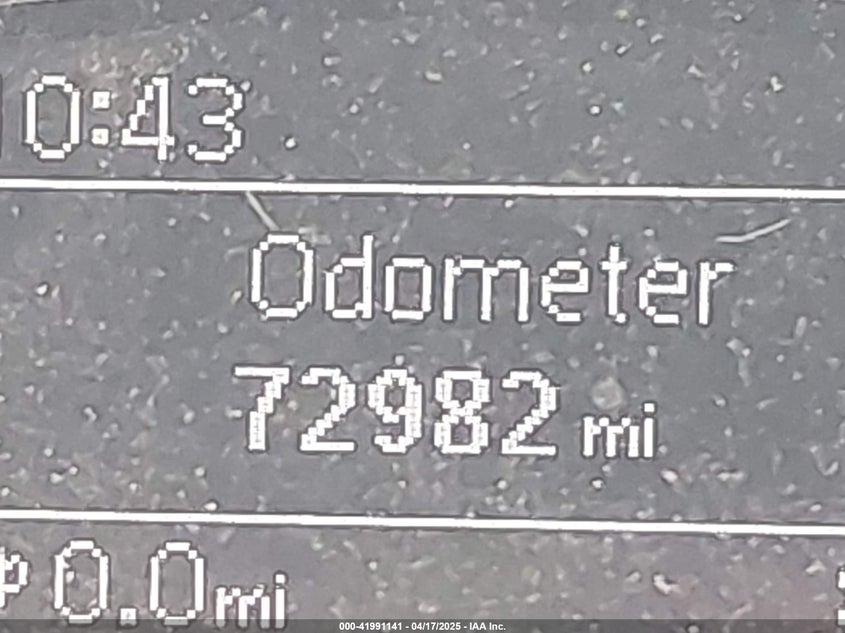 0:43
Odometer
72982 mi
0.0mi
000-41991141 - 04/17/2025 - IAA Inc.